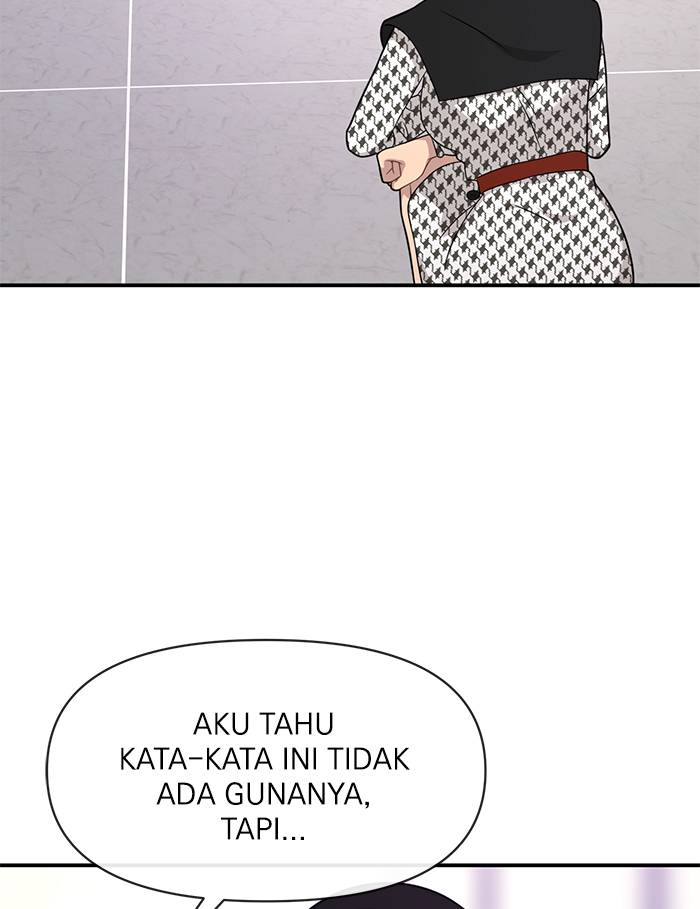 AKU TAHU
KATA-KATA INI TIDAK
ADA GUNANYA,
TAPI...